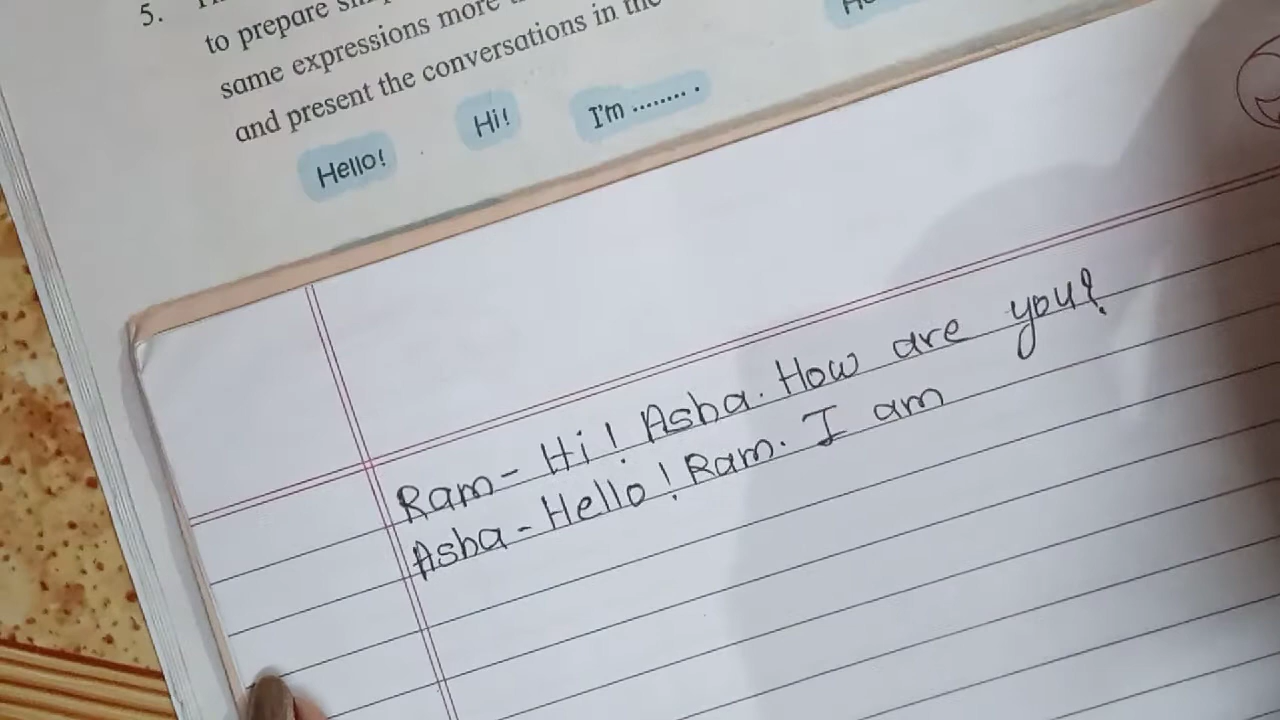 5.
to prepare
same expressions more
and present the conversations in the
Hello!
Hi!
I'm ........ .
Ram - Hi! Asha. How are you?
Asha - Hello! Ram. I am